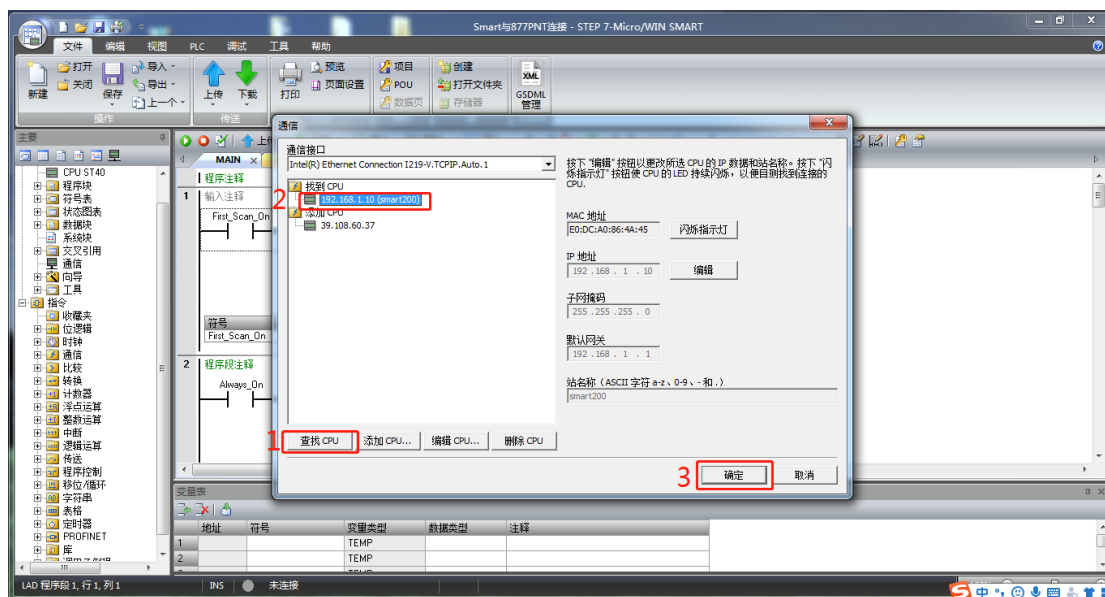 Smart与877PNT连接 - STEP 7-Micro/WIN SMART
文件 编辑 视图 PLC 调试 工具 帮助
新建
打开
关闭
保存
导入
导出
上一个
操作
上传
下载
传送
打印
预览
页面设置
项目
POU
数据页
创建
打开文件夹
存储器
XML
GSDML
管理
主要
CPU ST40
程序块
符号表
状态图表
数据块
系统块
交叉引用
通信
向导
工具
指令
收藏夹
位逻辑
时钟
通信
比较
转换
计数器
浮点运算
整数运算
中断
逻辑运算
传送
程序控制
移位/循环
字符串
表格
定时器
PROFINET
库
上传
MAIN
程序注释
1 输入注释
First_Scan_On
符号
First_Scan_On
2 程序段注释
Always_On
通信
通信接口
Intel(R) Ethernet Connection I219-V.TCPIP.Auto.1
找到 CPU
2
192.168.1.10 (smart200)
添加 CPU
39.108.60.37
1
查找 CPU 添加 CPU... 编辑 CPU... 删除 CPU
按下“编辑”按钮以更改所选 CPU 的 IP 数据和站名称。按下“闪
烁指示灯”按钮使 CPU 的 LED 持续闪烁，以便目测找到连接的
CPU.
MAC 地址
E0:DC:A0:86:4A:45 闪烁指示灯
IP 地址
192 . 168 . 1 . 10 编辑
子网掩码
255 . 255 . 255 . 0
默认网关
192 . 168 . 1 . 1
站名称（ASCII 字符 a-z、0-9、- 和 .）
smart200
3 确定 取消
变量表
地址 符号 变量类型 数据类型 注释
1 TEMP
2 TEMP
LAD 程序段 1, 行 1, 列 1 INS 未连接
中